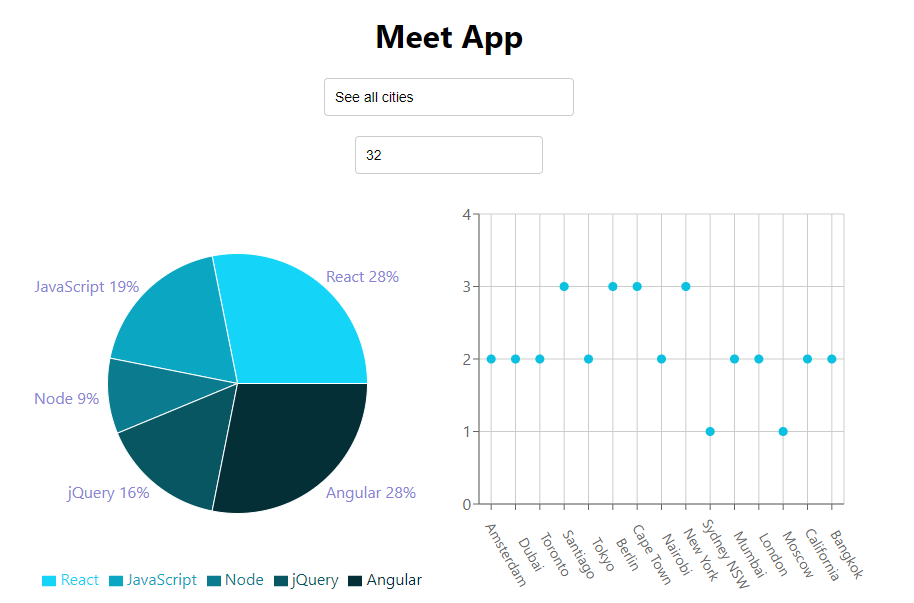 Meet App
See all cities
32
React 28%
JavaScript 19%
Node 9%
jQuery 16%
Angular 28%
React JavaScript Node jQuery Angular
4
3
2
1
0
Amsterdam
Dubai
Toronto
Santiago
Tokyo
Berlin
Cape Town
Nairobi
New York
Sydney NSW
Mumbai
London
Moscow
California
Bangkok